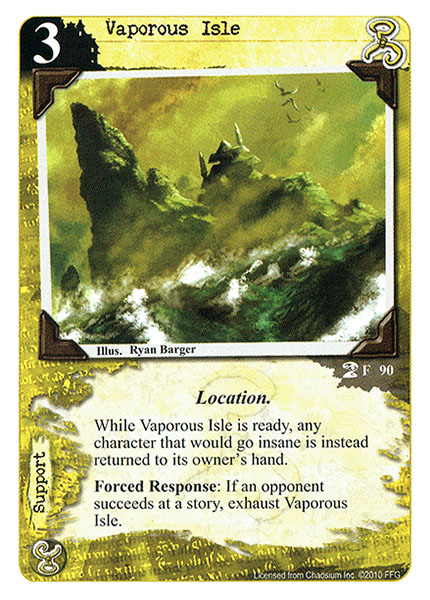 3
Vaporous Isle
Illus. Ryan Barger
F 90
Location.
While Vaporous Isle is ready, any
character that would go insane is instead
returned to its owner's hand.
Forced Response: If an opponent
succeeds at a story, exhaust Vaporous
Isle.
Support
Licensed from Chaosium Inc. ©2010 FFG